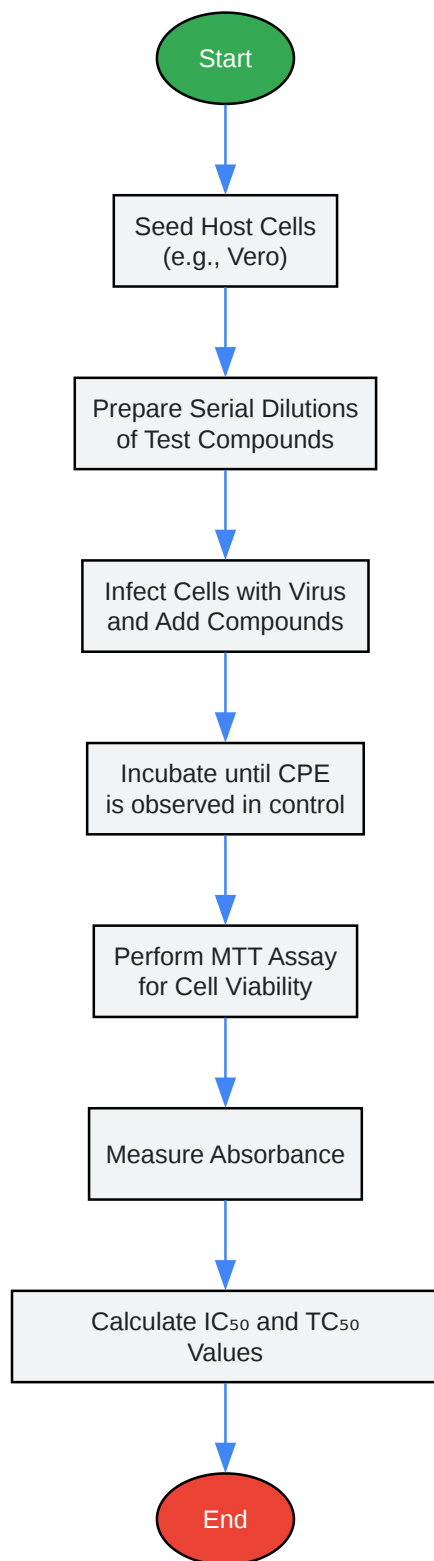 Start
Seed Host Cells
(e.g., Vero)
Prepare Serial Dilutions
of Test Compounds
Infect Cells with Virus
and Add Compounds
Incubate until CPE
is observed in control
Perform MTT Assay
for Cell Viability
Measure Absorbance
Calculate IC₅₀ and TC₅₀
Values
End